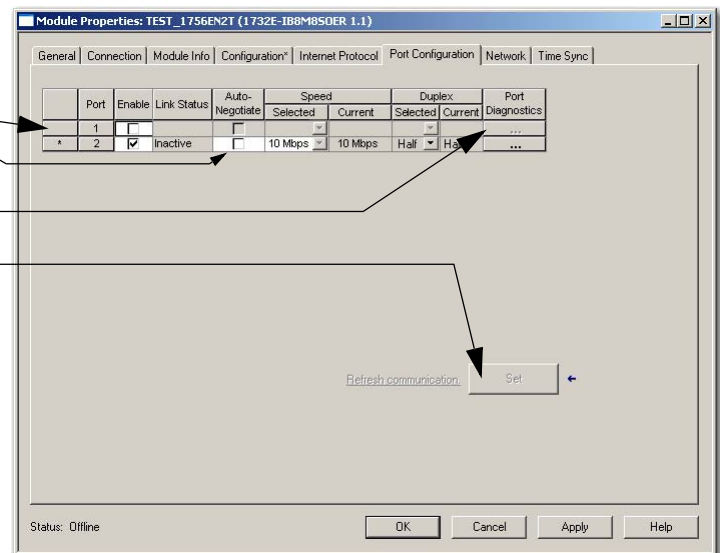 Module Properties: TEST_1756EN2T (1732E-IB8M8SOER 1.1)
General Connection Module Info Configuration* Internet Protocol Port Configuration Network Time Sync
Port Enable Link Status Auto-Negotiate Speed Duplex Port Diagnostics
Selected Current Selected Current
1 ...
* 2 Inactive 10 Mbps 10 Mbps Half Ha ...
Refresh communication. Set
Status: Offline OK Cancel Apply Help